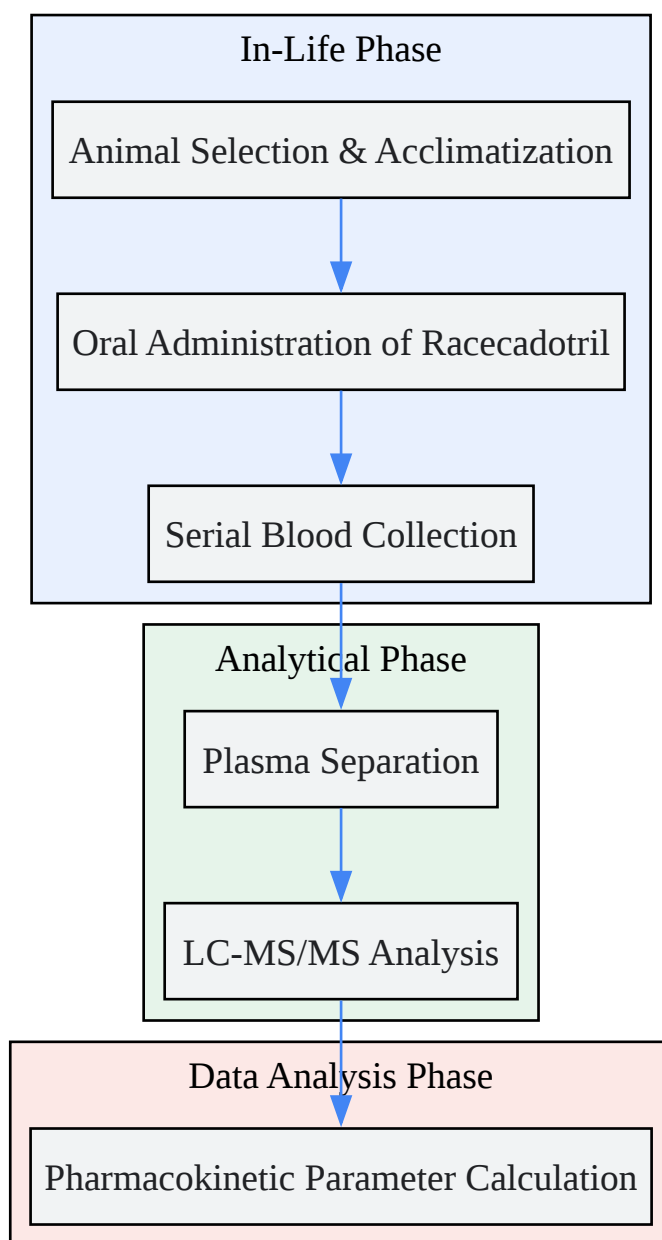 In-Life Phase
Animal Selection & Acclimatization
Oral Administration of Racecadotril
Serial Blood Collection
Analytical Phase
Plasma Separation
LC-MS/MS Analysis
Data Analysis Phase
Pharmacokinetic Parameter Calculation